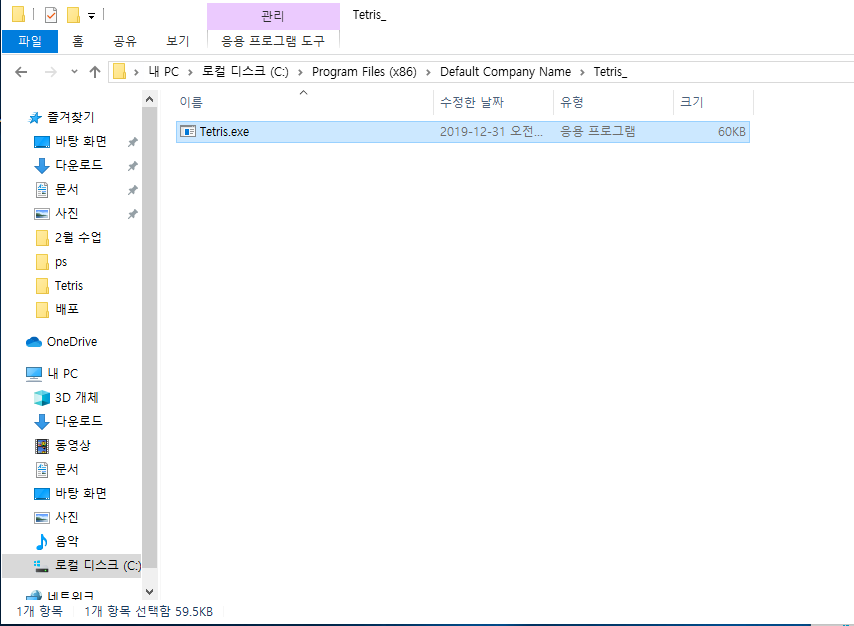 관리
Tetris_
파일 홈 공유 보기 응용 프로그램 도구
내 PC > 로컬 디스크 (C:) > Program Files (x86) > Default Company Name > Tetris_
이름 수정한 날짜 유형 크기
Tetris.exe 2019-12-31 오전... 응용 프로그램 60KB
즐겨찾기
바탕 화면
다운로드
문서
사진
2월 수업
ps
Tetris
배포
OneDrive
내 PC
3D 개체
다운로드
동영상
문서
바탕 화면
사진
음악
로컬 디스크 (C:)
네트워크
1개 항목 1개 항목 선택함 59.5KB